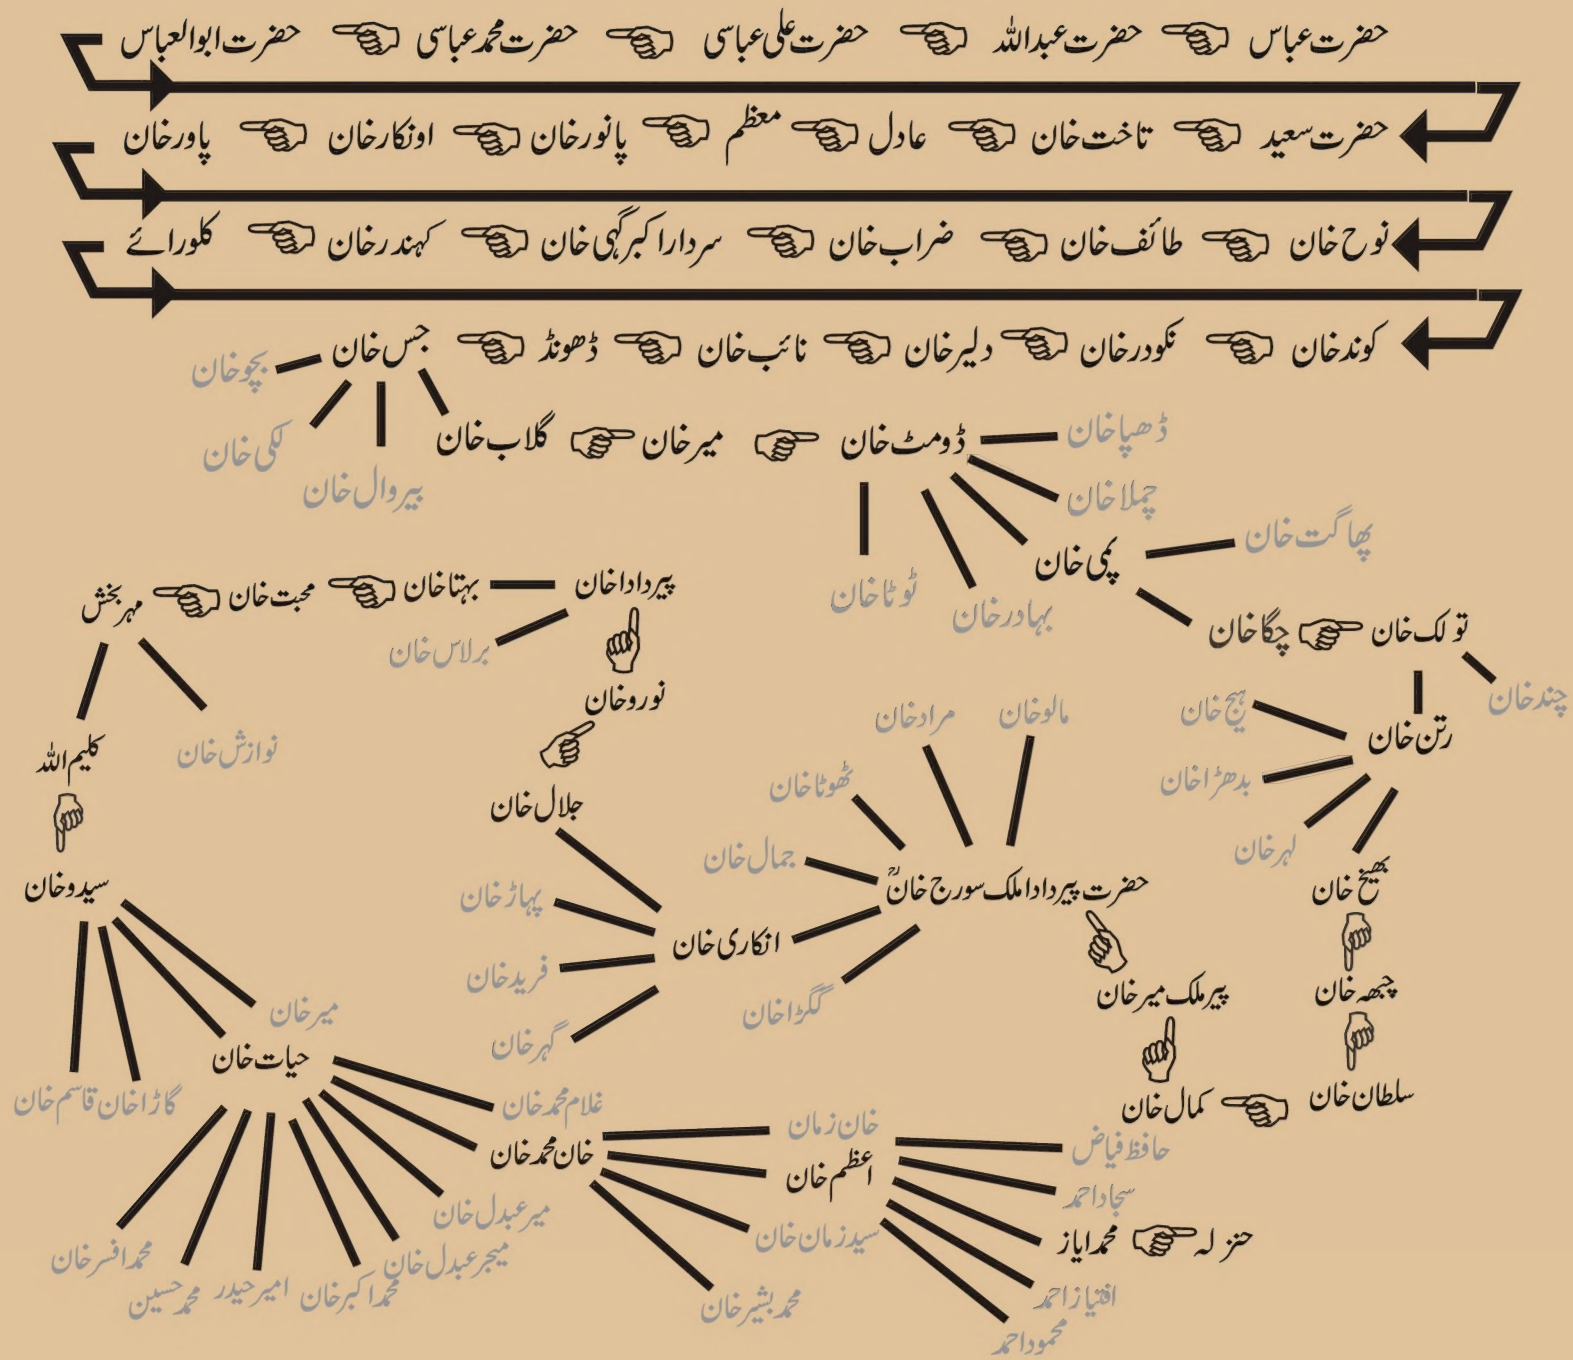 حضرت عباس حضرت عبداللہ حضرت علی عباسی حضرت محمد عباسی حضرت ابوالعباس
حضرت سعید تاخت خان عادل معظم پانور خان اونکار خان پاور خان
نوح خان طائف خان ضراب خان سردار اکبر گہی خان کہندر خان کلورائے
کوند خان نکودر خان دلیر خان نائب خان ڈھونڈ جس خان
بچو خان
لکی خان
بیروال خان
گلاب خان میر خان ڈومٹ خان
ڈھپا خان
چملا خان
پمی خان
بہادر خان
ٹوٹا خان
پھاگت خان
چگا خان تولک خان
چند خان
رتن خان
ہیج خان
بدھڑا خان
لہر خان
بھیخ خان
چبھہ خان
سلطان خان
کمال خان
پیر ملک میر خان
حضرت پیر دادا ملک سورج خانؒ
مالو خان
مراد خان
ٹھوٹا خان
جمال خان
انکاری خان
گگڑا خان
جلال خان
پہاڑ خان
فرید خان
گہر خان
نورو خان
پیر دادا خان
بہتا خان
برلاس خان
محبت خان
مہر بخش
نوازش خان
کلیم اللہ
سیدو خان
میر خان
حیات خان
گاڑا خان
قاسم خان
غلام محمد خان
خان محمد خان
میر عبدل خان
میجر عبدل خان
محمد اکبر خان
امیر حیدر
محمد حسین
محمد افسر خان
خان زمان
اعظم خان
سید زمان خان
محمد بشیر خان
حافظ فیاض
سجاد احمد
محمد ایاز
حنزلہ
افتیاز احمد
محمود احمد